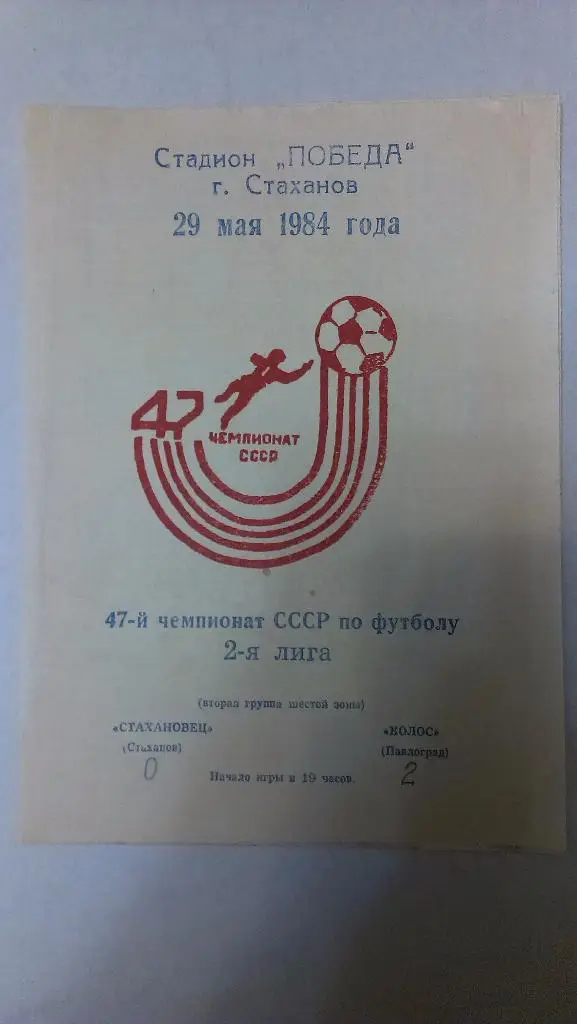 Стадион „ПОБЕДА“
г. Стаханов
29 мая 1984 года
47
ЧЕМПИОНАТ
СССР
47-й чемпионат СССР по футболу
2-я лига
(вторая группа шестой зоны)
«СТАХАНОВЕЦ» «КОЛОС»
(Стаханов) (Павлоград)
0 2
Начало игры в 19 часов.